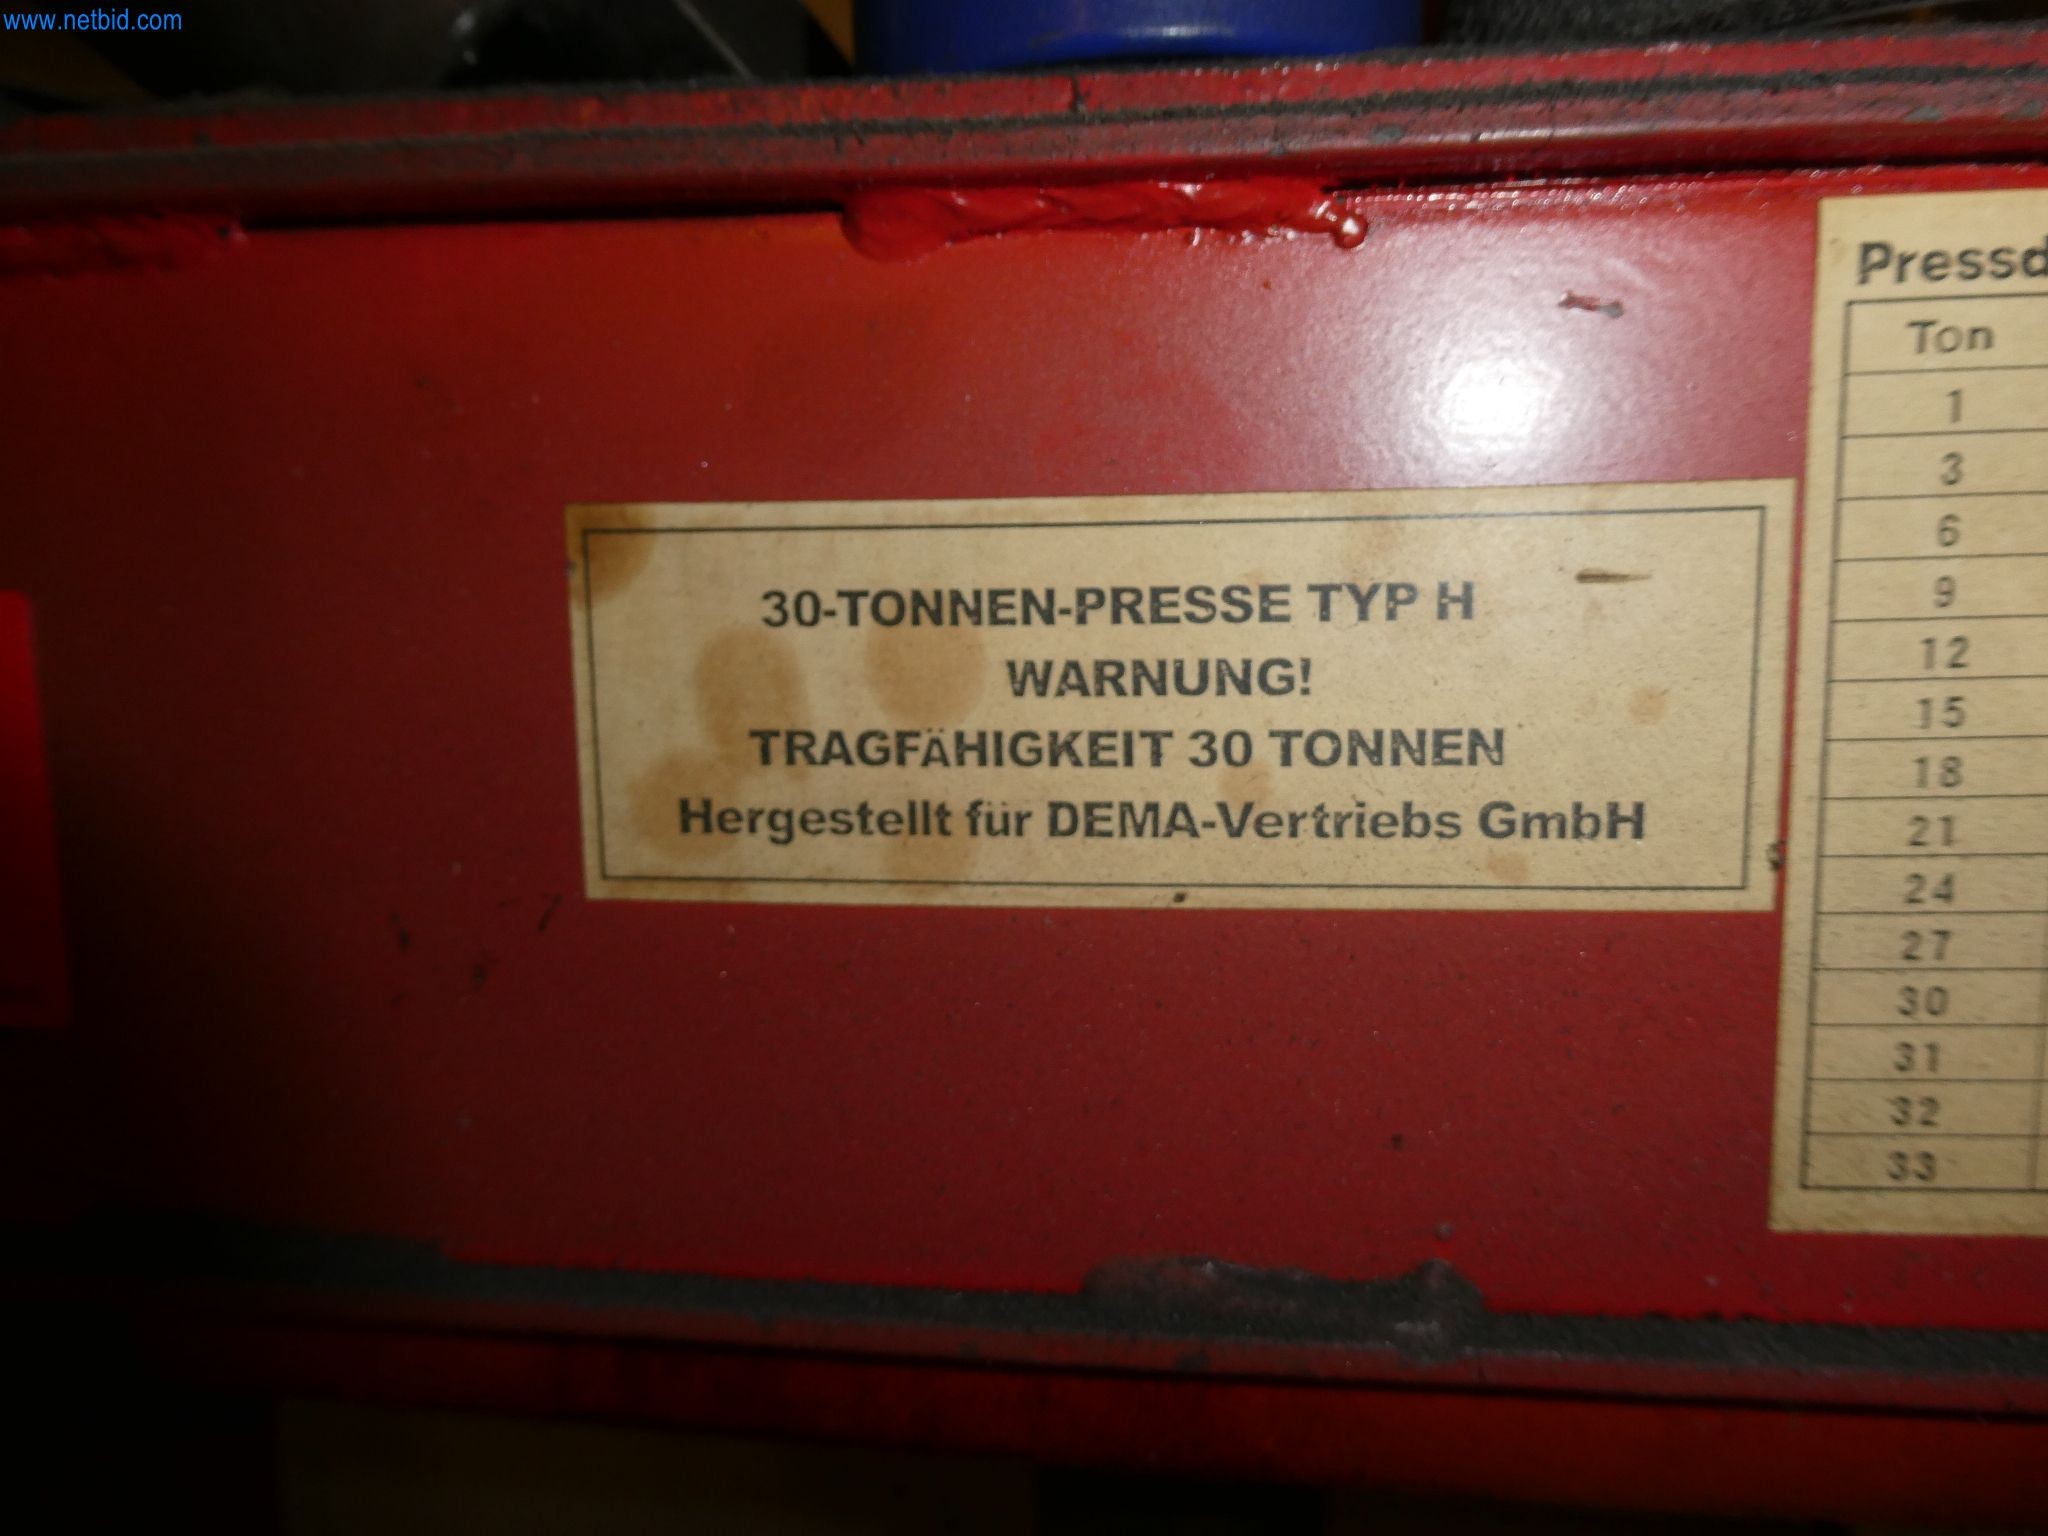 www.netbid.com
30-TONNEN-PRESSE TYP H
WARNUNG!
TRAGFÄHIGKEIT 30 TONNEN
Hergestellt für DEMA-Vertriebs GmbH
Pressd
Ton
1
3
6
9
12
15
18
21
24
27
30
31
32
33